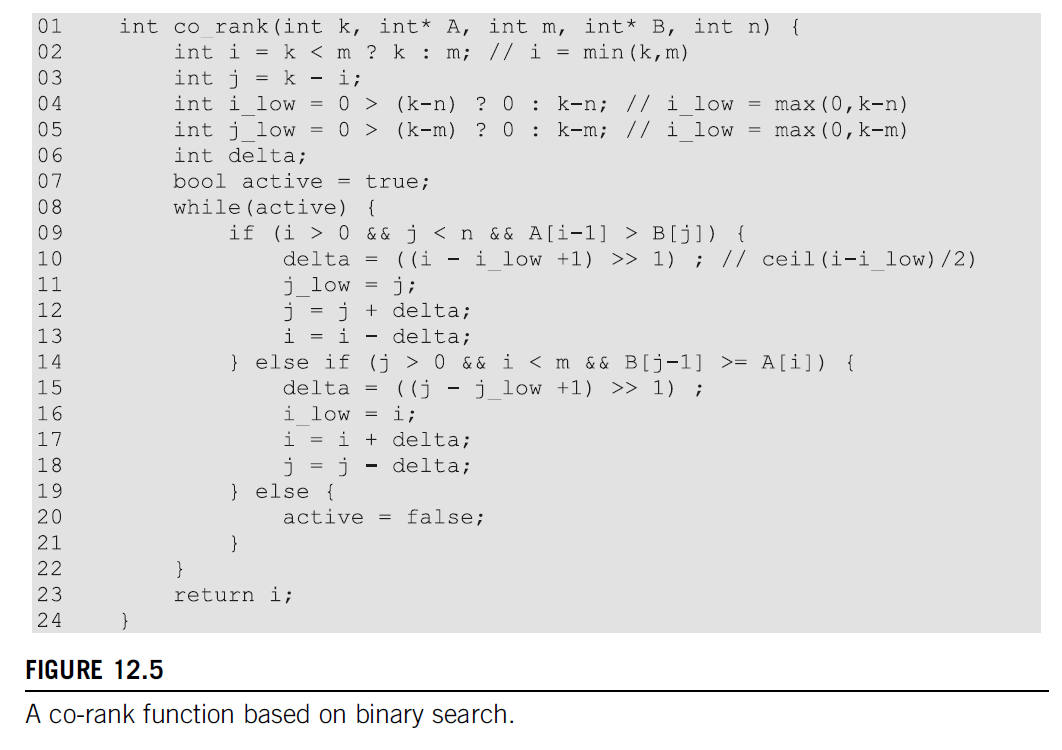 01 int co_rank(int k, int* A, int m, int* B, int n) {
02 int i = k < m ? k : m; // i = min(k,m)
03 int j = k - i;
04 int i_low = 0 > (k-n) ? 0 : k-n; // i_low = max(0,k-n)
05 int j_low = 0 > (k-m) ? 0 : k-m; // i_low = max(0,k-m)
06 int delta;
07 bool active = true;
08 while(active) {
09 if (i > 0 && j < n && A[i-1] > B[j]) {
10 delta = ((i - i_low +1) >> 1) ; // ceil(i-i_low)/2)
11 j_low = j;
12 j = j + delta;
13 i = i - delta;
14 } else if (j > 0 && i < m && B[j-1] >= A[i]) {
15 delta = ((j - j_low +1) >> 1) ;
16 i_low = i;
17 i = i + delta;
18 j = j - delta;
19 } else {
20 active = false;
21 }
22 }
23 return i;
24 }
FIGURE 12.5
A co-rank function based on binary search.